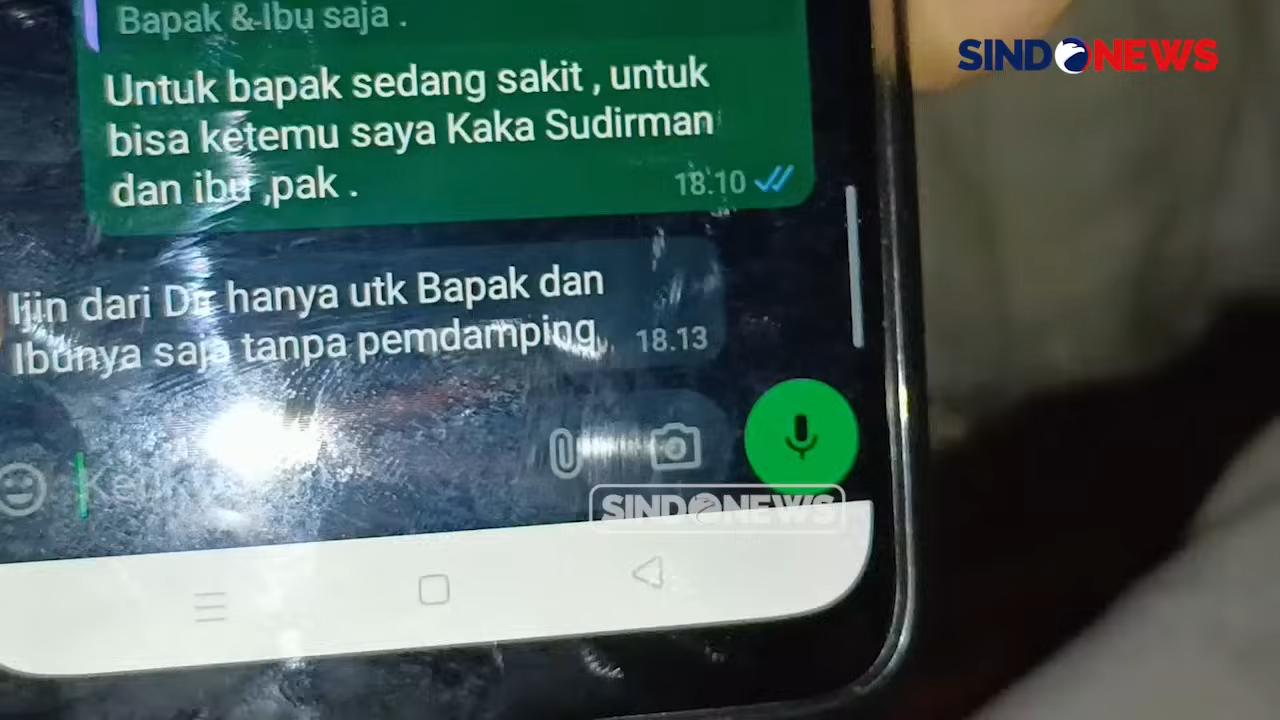 Bapak & Ibu saja .
SINDONEWS
Untuk bapak sedang sakit , untuk
bisa ketemu saya Kaka Sudirman
dan ibu ,pak .
18.10
Ijin dari Dir hanya utk Bapak dan
Ibunya saja tanpa pemdamping,
18.13
SINDONEWS